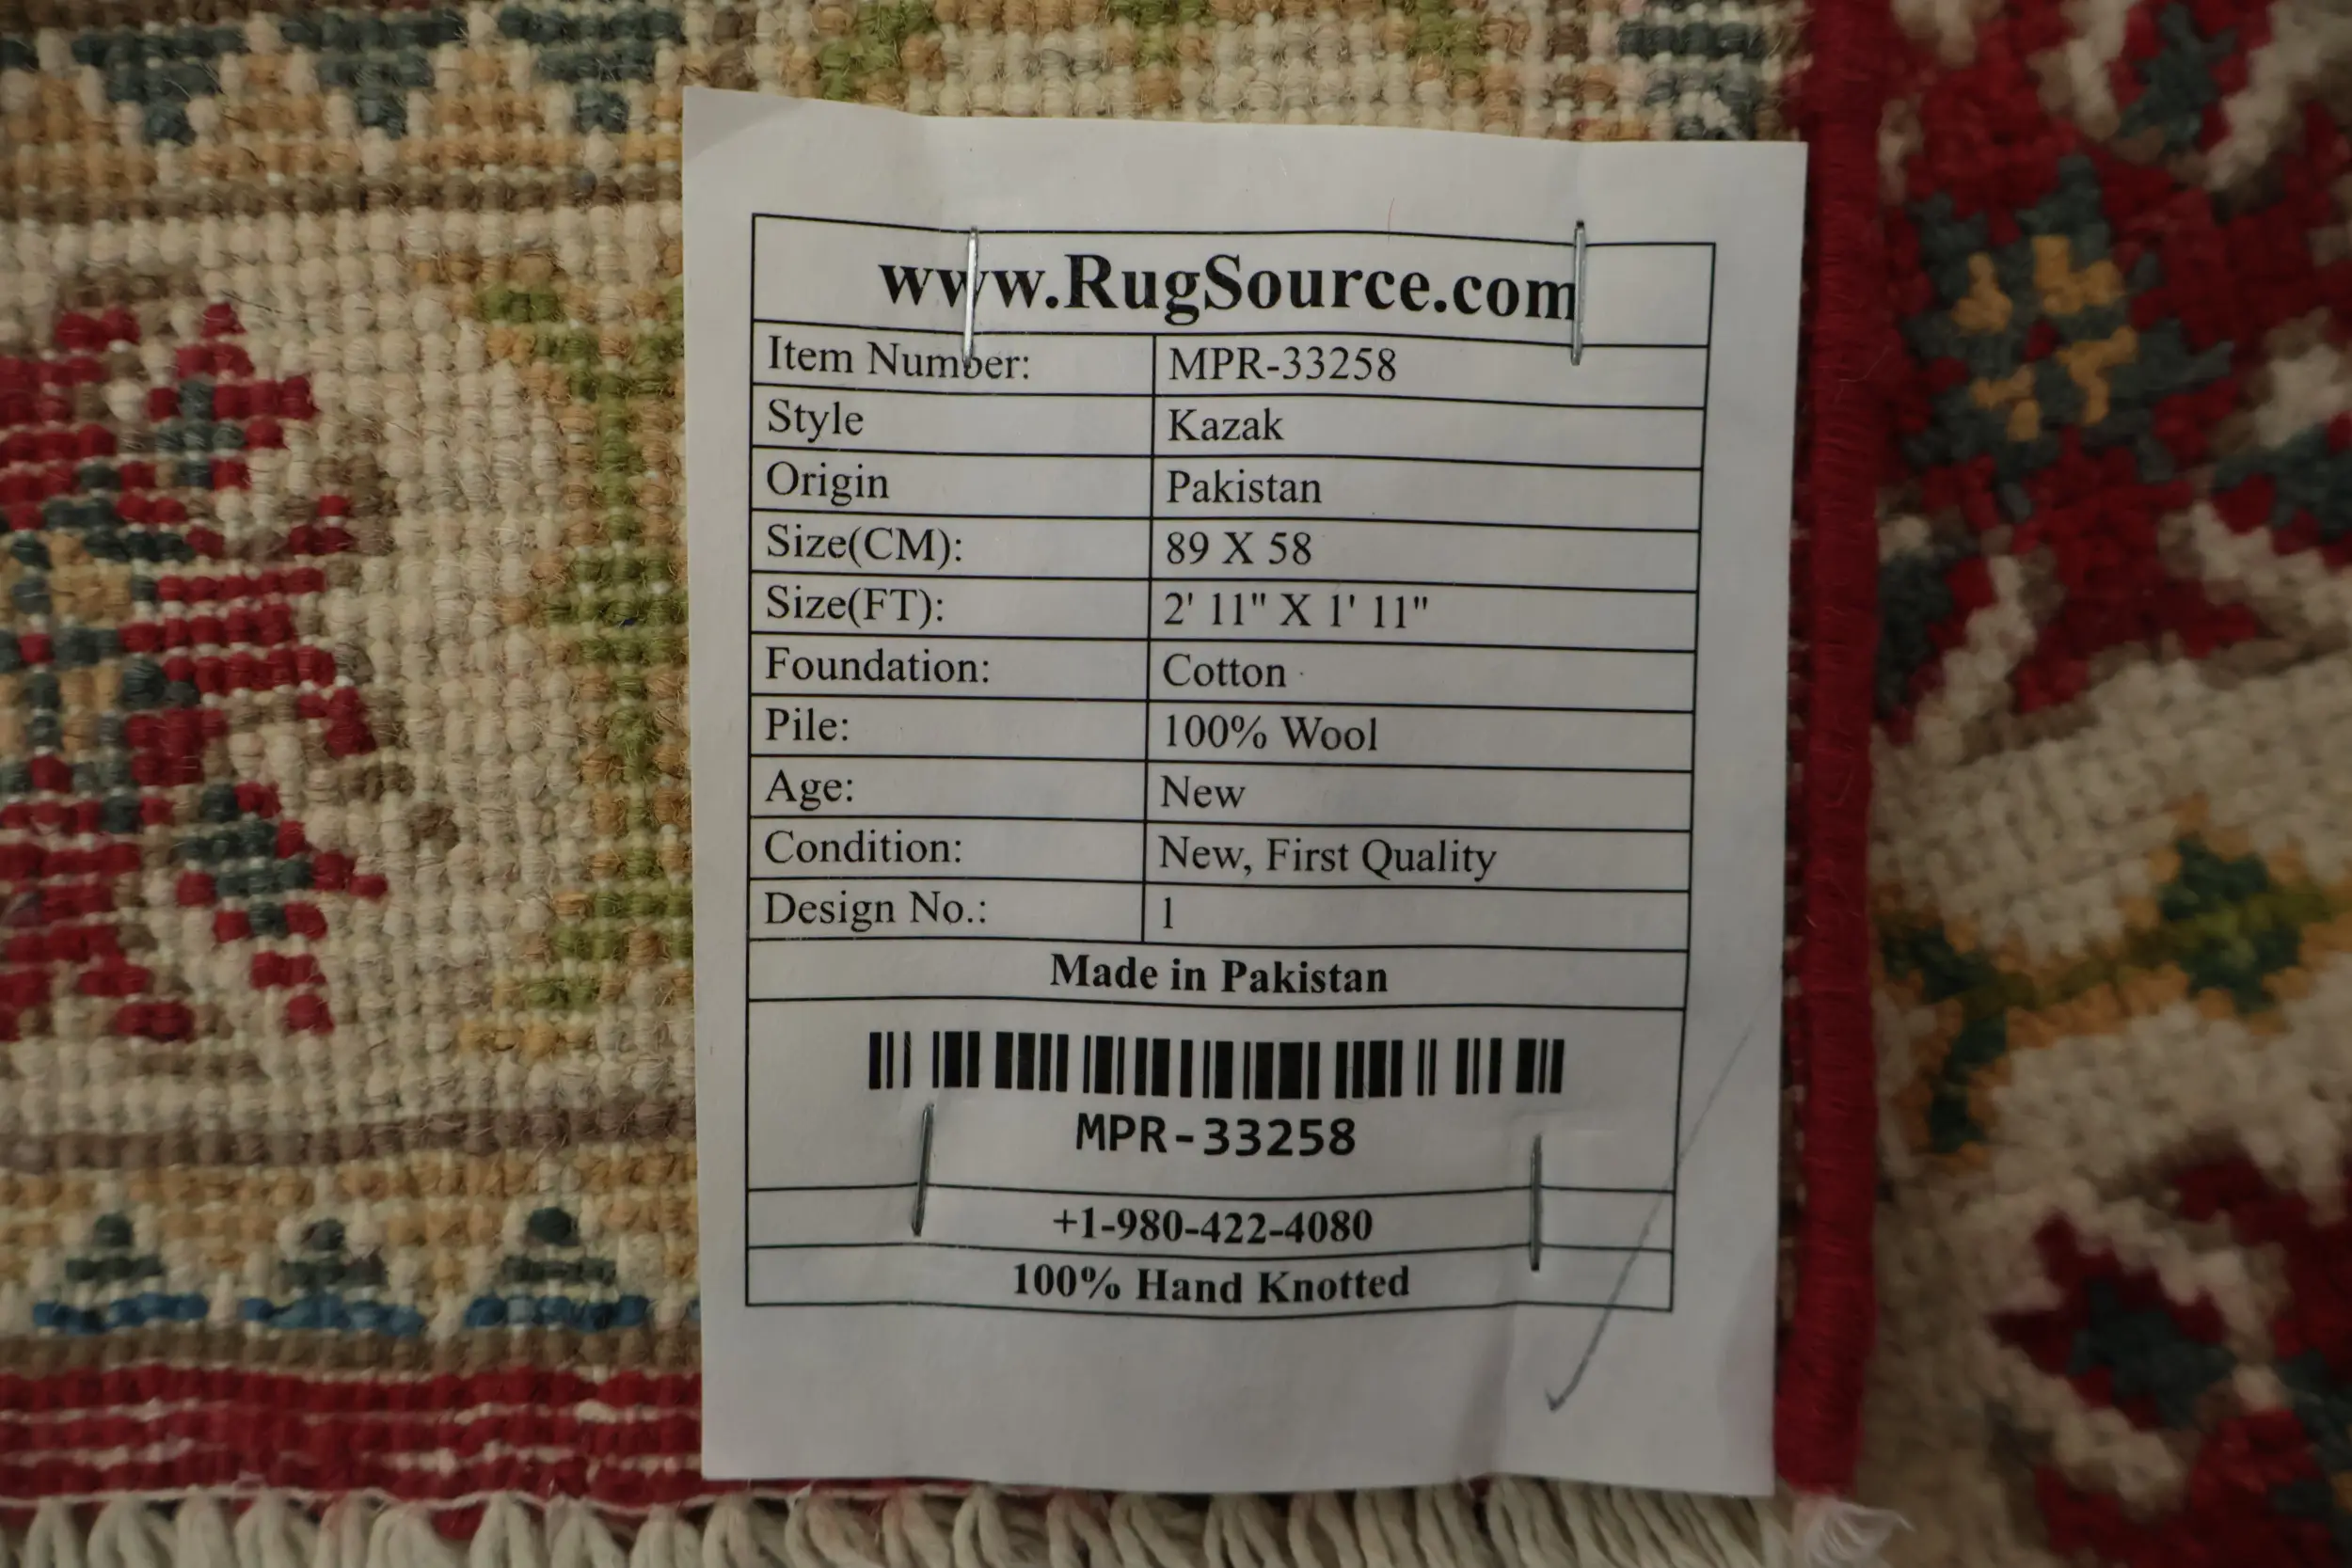 www.RugSource.com
Item Number: MPR-33258
Style Kazak
Origin Pakistan
Size(CM): 89 X 58
Size(FT): 2' 11" X 1' 11"
Foundation: Cotton
Pile: 100% Wool
Age: New
Condition: New, First Quality
Design No.: 1
Made in Pakistan
MPR-33258
+1-980-422-4080
100% Hand Knotted